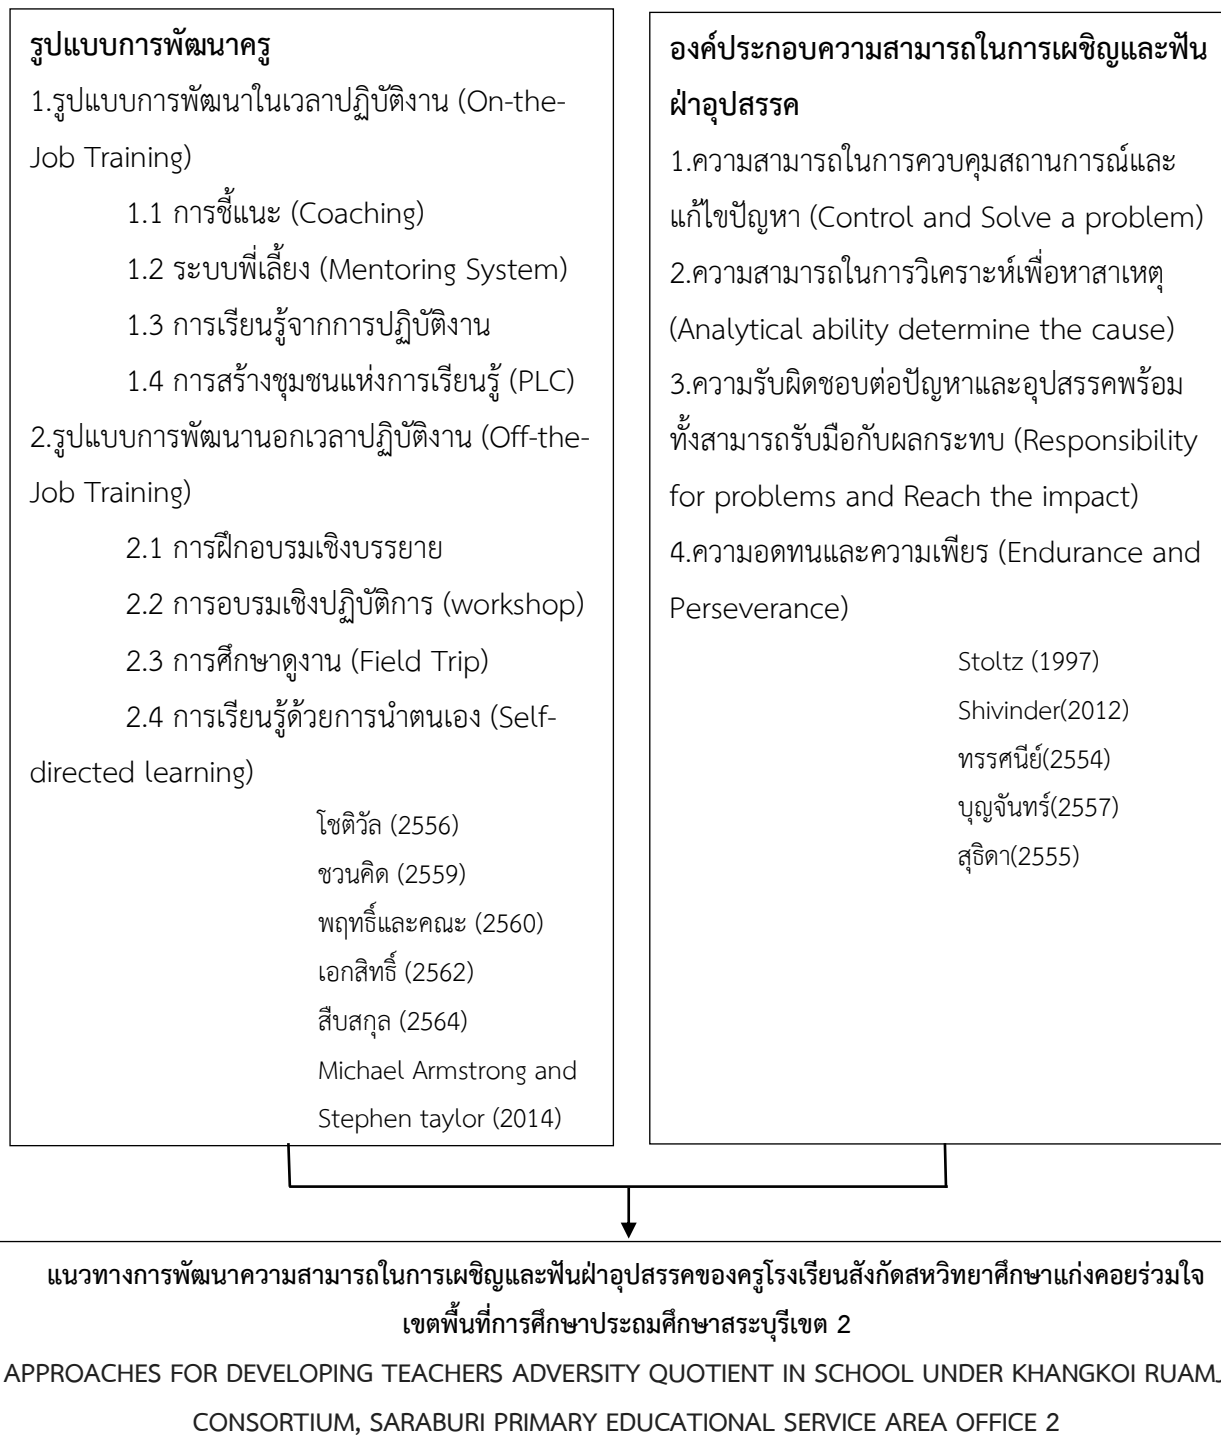 รูปแบบการพัฒนาครู
1.รูปแบบการพัฒนาในเวลาปฏิบัติงาน (On-the-
Job Training)
1.1 การชี้แนะ (Coaching)
1.2 ระบบพี่เลี้ยง (Mentoring System)
1.3 การเรียนรู้จากการปฏิบัติงาน
1.4 การสร้างชุมชนแห่งการเรียนรู้ (PLC)
2.รูปแบบการพัฒนานอกเวลาปฏิบัติงาน (Off-the-
Job Training)
2.1 การฝึกอบรมเชิงบรรยาย
2.2 การอบรมเชิงปฏิบัติการ (workshop)
2.3 การศึกษาดูงาน (Field Trip)
2.4 การเรียนรู้ด้วยการนำตนเอง (Self-
directed learning)
โชติวัล (2556)
ชวนคิด (2559)
พฤทธิ์และคณะ (2560)
เอกสิทธิ์ (2562)
สืบสกุล (2564)
Michael Armstrong and
Stephen taylor (2014)
องค์ประกอบความสามารถในการเผชิญและฟัน
ฝ่าอุปสรรค
1.ความสามารถในการควบคุมสถานการณ์และ
แก้ไขปัญหา (Control and Solve a problem)
2.ความสามารถในการวิเคราะห์เพื่อหาสาเหตุ
(Analytical ability determine the cause)
3.ความรับผิดชอบต่อปัญหาและอุปสรรคพร้อม
ทั้งสามารถรับมือกับผลกระทบ (Responsibility
for problems and Reach the impact)
4.ความอดทนและความเพียร (Endurance and
Perseverance)
Stoltz (1997)
Shivinder(2012)
ทรรศนีย์(2554)
บุญจันทร์(2557)
สุธิดา(2555)
แนวทางการพัฒนาความสามารถในการเผชิญและฟันฝ่าอุปสรรคของครูโรงเรียนสังกัดสหวิทยาศึกษาแก่งคอยร่วมใจ
เขตพื้นที่การศึกษาประถมศึกษาสระบุรีเขต 2
APPROACHES FOR DEVELOPING TEACHERS ADVERSITY QUOTIENT IN SCHOOL UNDER KHANGKOI
CONSORTIUM, SARABURI PRIMARY EDUCATIONAL SERVICE AREA OFFICE 2